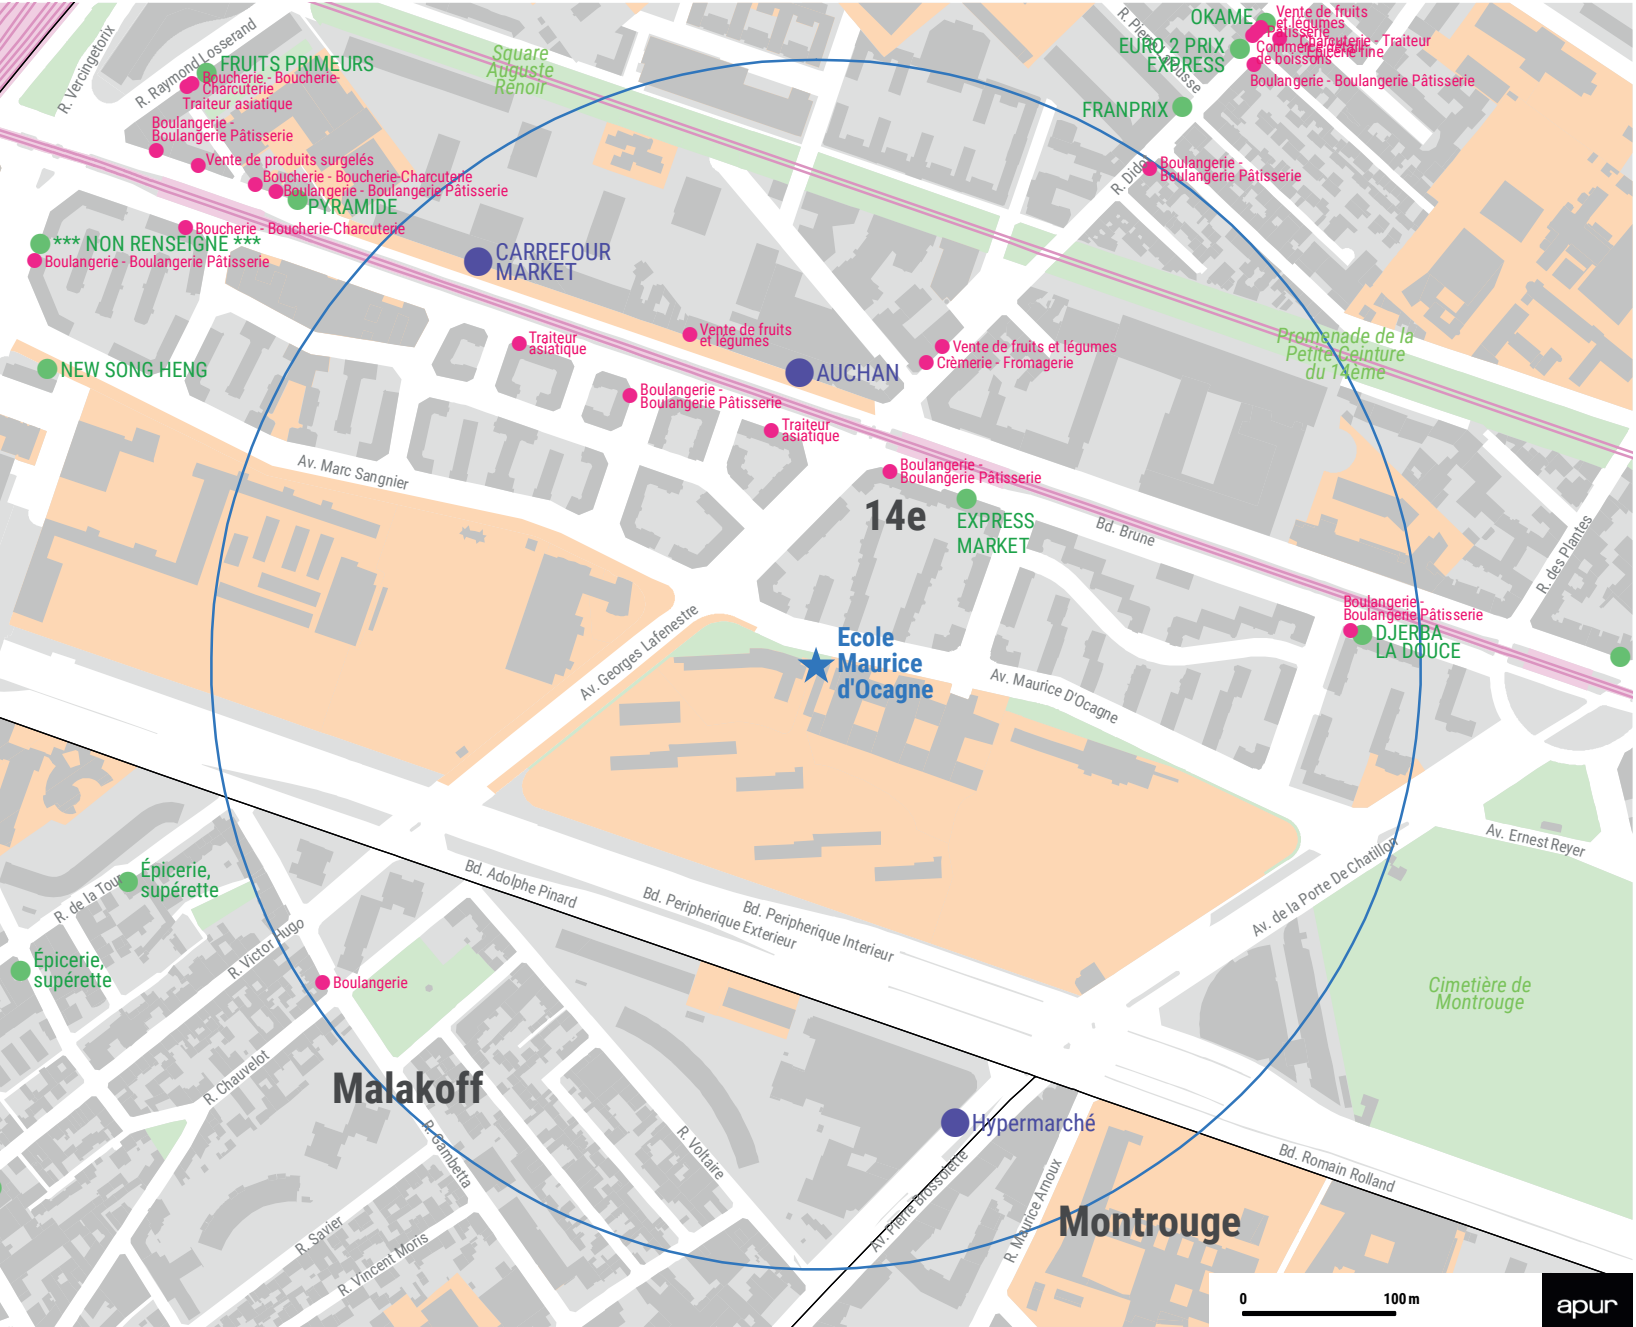 R. Vercingetorix
R. Raymond Losserand
FRUITS PRIMEURS
Boucherie - Boucherie-
Charcuterie
Traiteur asiatique
Boulangerie -
Boulangerie Pâtisserie
Vente de produits surgelés
Boucherie - Boucherie-Charcuterie
Boulangerie - Boulangerie Pâtisserie
PYRAMIDE
Boucherie - Boucherie-Charcuterie
*** NON RENSEIGNE ***
Boulangerie - Boulangerie Pâtisserie
NEW SONG HENG
Square
Auguste
Renoir
OKAME
Vente de fruits
et légumes
Pâtisserie
Charcuterie - Traiteur
Epicerie fine
Commerce détail
de boissons
EURO 2 PRIX
EXPRESS
Boulangerie - Boulangerie Pâtisserie
FRANPRIX
R. Didot
Boulangerie -
Boulangerie Pâtisserie
CARREFOUR
MARKET
Traiteur
asiatique
Vente de fruits
et légumes
AUCHAN
Vente de fruits et légumes
Crèmerie - Fromagerie
Promenade de la
Petite Ceinture
du 14ème
Boulangerie -
Boulangerie Pâtisserie
Traiteur
asiatique
Boulangerie -
Boulangerie Pâtisserie
14e
EXPRESS
MARKET
Av. Marc Sangnier
Bd. Brune
R. des Plantes
Boulangerie -
Boulangerie Pâtisserie
DJERBA
LA DOUCE
Av. Georges Lafenestre
Ecole
Maurice
d'Ocagne
Av. Maurice D'Ocagne
Av. Ernest Reyer
Av. de la Porte De Chatillon
Épicerie,
supérette
R. de la Tour
Épicerie,
supérette
R. Victor Hugo
Bd. Adolphe Pinard
Bd. Peripherique Exterieur
Bd. Peripherique Interieur
Boulangerie
Cimetière de
Montrouge
R. Chauvelot
Malakoff
R. Gambetta
R. Voltaire
Hypermarché
Av. Pierre Brossolette
R. Maurice Arnoux
Bd. Romain Rolland
Montrouge
R. Savier
R. Vincent Moris
0 100 m
apur